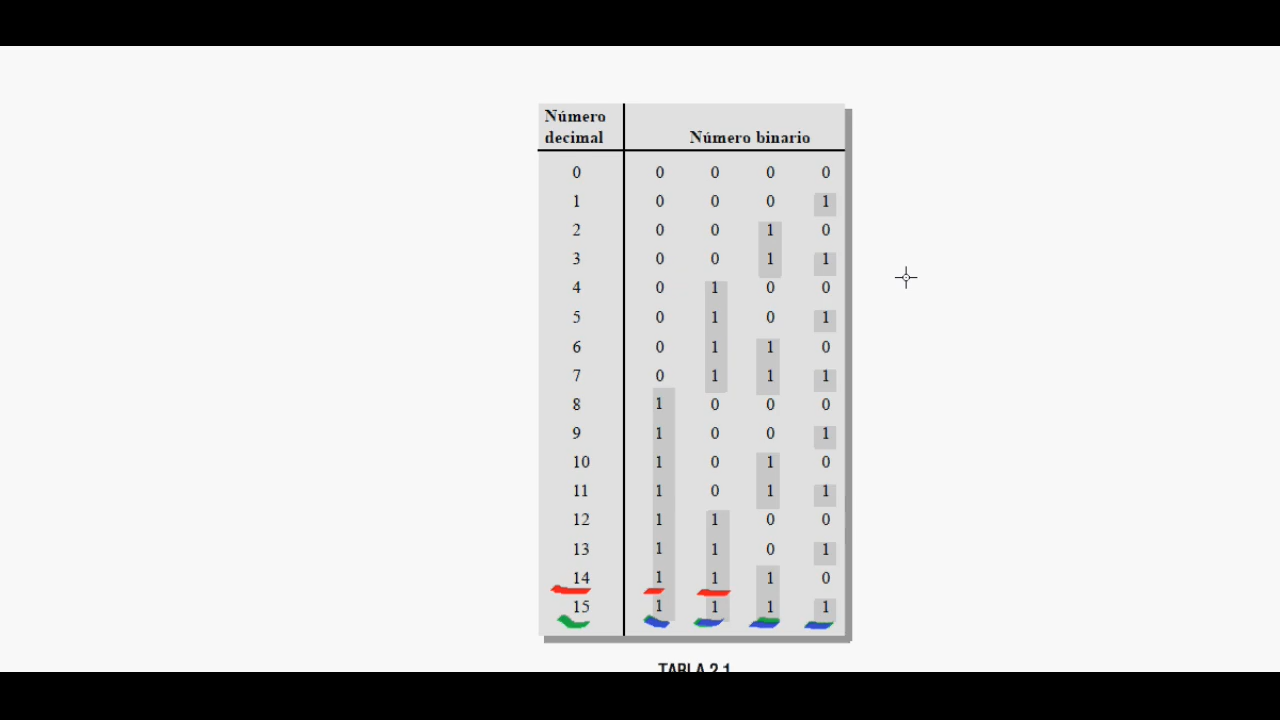 Número
decimal Número binario
0 0 0 0 0
1 0 0 0 1
2 0 0 1 0
3 0 0 1 1
4 0 1 0 0
5 0 1 0 1
6 0 1 1 0
7 0 1 1 1
8 1 0 0 0
9 1 0 0 1
10 1 0 1 0
11 1 0 1 1
12 1 1 0 0
13 1 1 0 1
14 1 1 1 0
15 1 1 1 1
TABLA 2.1